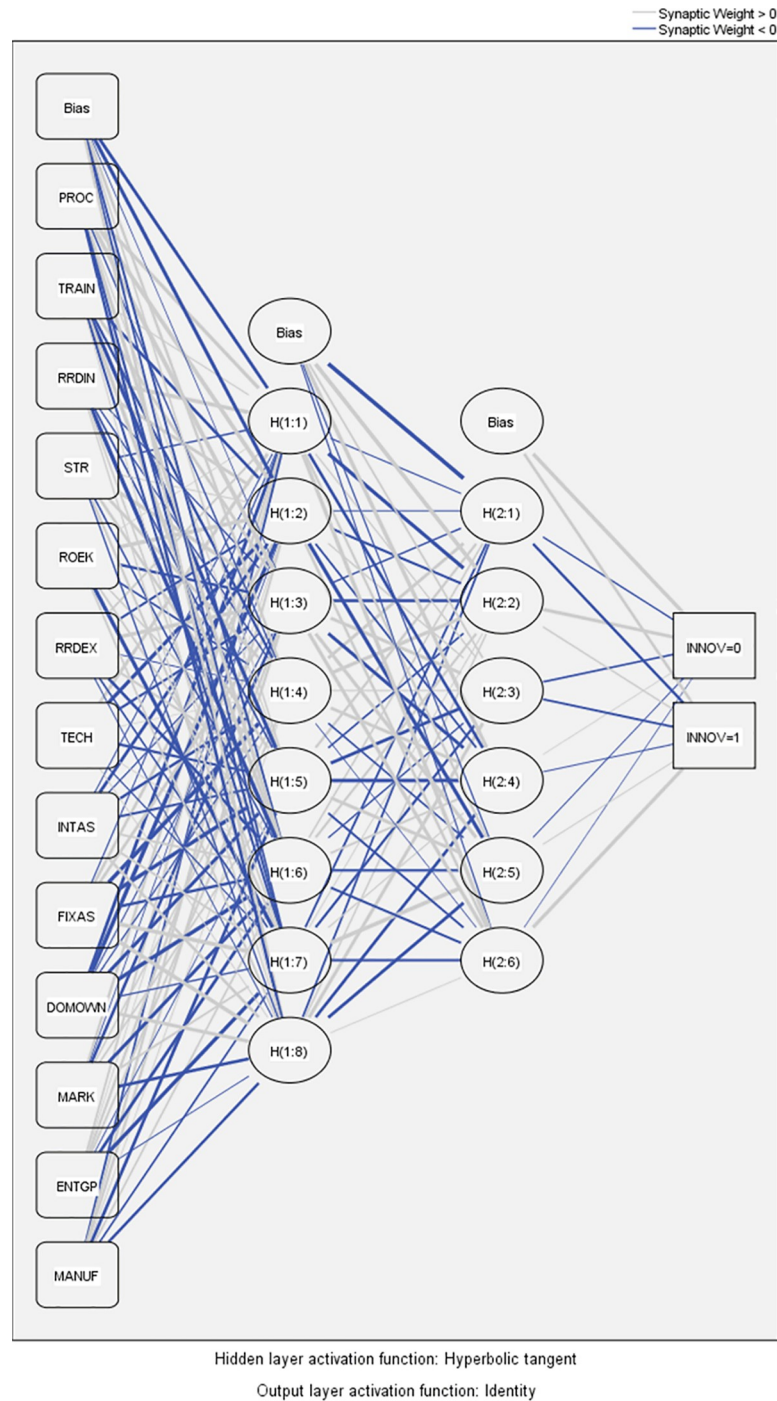 Synaptic Weight > 0
Synaptic Weight < 0
Bias
PROC
TRAIN
RRDIN
STR
ROEK
RRDEX
TECH
INTAS
FIXAS
DOMOWN
MARK
ENTGP
MANUF
Bias
H(1:1)
H(1:2)
H(1:3)
H(1:4)
H(1:5)
H(1:6)
H(1:7)
H(1:8)
Bias
H(2:1)
H(2:2)
H(2:3)
H(2:4)
H(2:5)
H(2:6)
INNOV=0
INNOV=1
Hidden layer activation function: Hyperbolic tangent
Output layer activation function: Identity